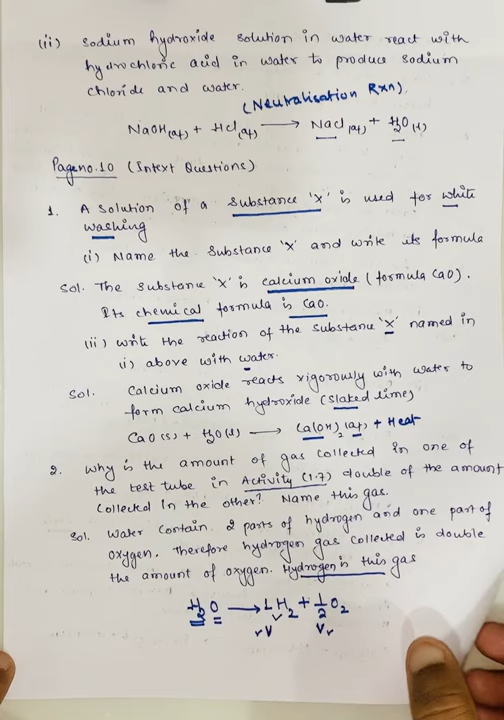 (ii) Sodium hydroxide solution in water react with
hydrochloric acid in water to produce sodium
chloride and water.
(Neutralisation Rxn),
NaOH(aq) + HCl(aq) → NaCl (aq) + H2O (l)
Page no. 10 (Intext Questions)
1. A Solution of a Substance 'X' is used for white
washing
(i) Name the Substance 'X' and write its formula
Sol. The Substance 'X' is calcium oxide (formula CaO).
Its chemical formula is CaO.
(ii) write the reaction of the substance 'X' named in
(i) above with water.
Sol. Calcium oxide reacts vigorously with water to
form calcium hydroxide (Slaked lime)
CaO (s) + H2O (l) → Ca(OH)2 (aq) + Heat
2. Why is the amount of gas collected in one of
the test tube in Activity (1.7) double of the amount
Collected in the other? Name this gas.
Sol. Water Contain 2 parts of hydrogen and one part of
oxygen. Therefore hydrogen gas Collected is double
the amount of oxygen. Hydrogen is this gas
H2O → 1H2 + 1/2 O2